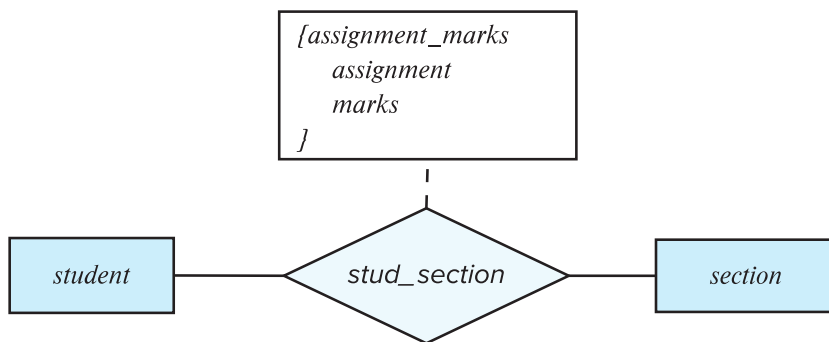 {assignment_marks
assignment
marks
}
student
stud_section
section